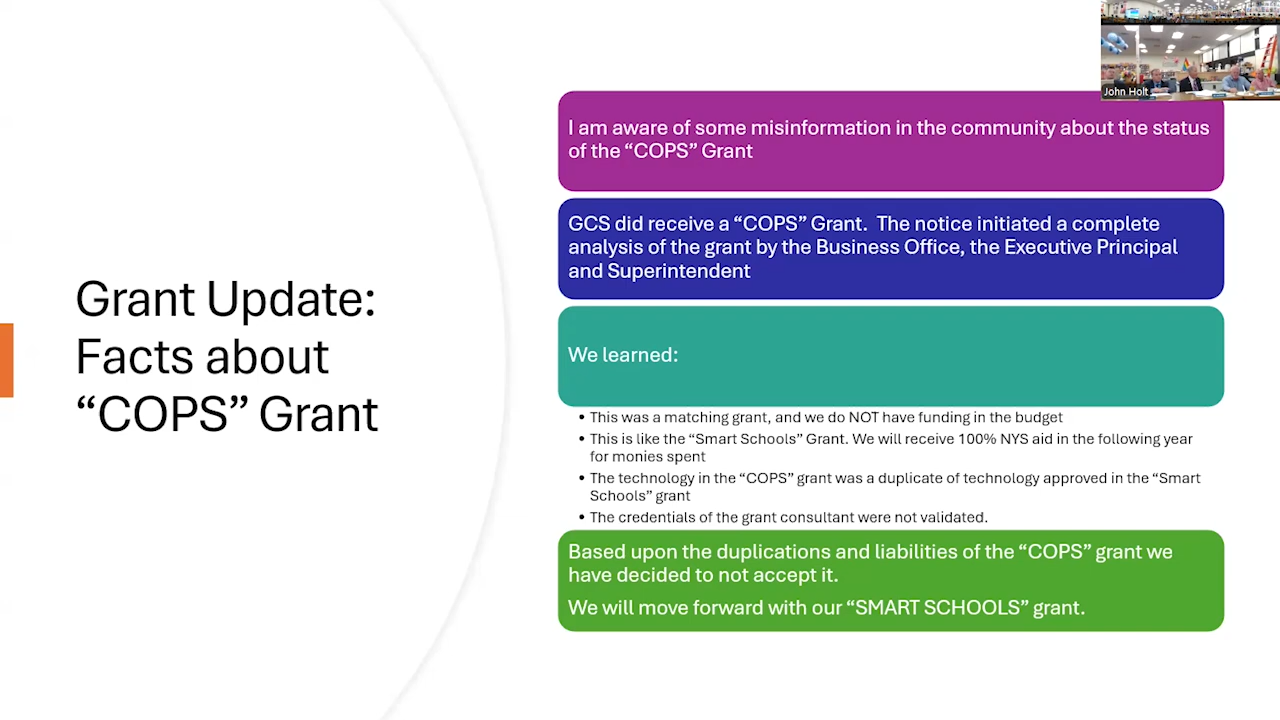 John Holt
Grant Update:
Facts about
“COPS” Grant
I am aware of some misinformation in the community about the status
of the “COPS” Grant
GCS did receive a “COPS” Grant.  The notice initiated a complete
analysis of the grant by the Business Office, the Executive Principal
and Superintendent
We learned:
• This was a matching grant, and we do NOT have funding in the budget
• This is like the “Smart Schools” Grant. We will receive 100% NYS aid in the following year
for monies spent
• The technology in the “COPS” grant was a duplicate of technology approved in the “Smart
Schools” grant
• The credentials of the grant consultant were not validated.
Based upon the duplications and liabilities of the “COPS” grant we
have decided to not accept it.
We will move forward with our “SMART SCHOOLS” grant.